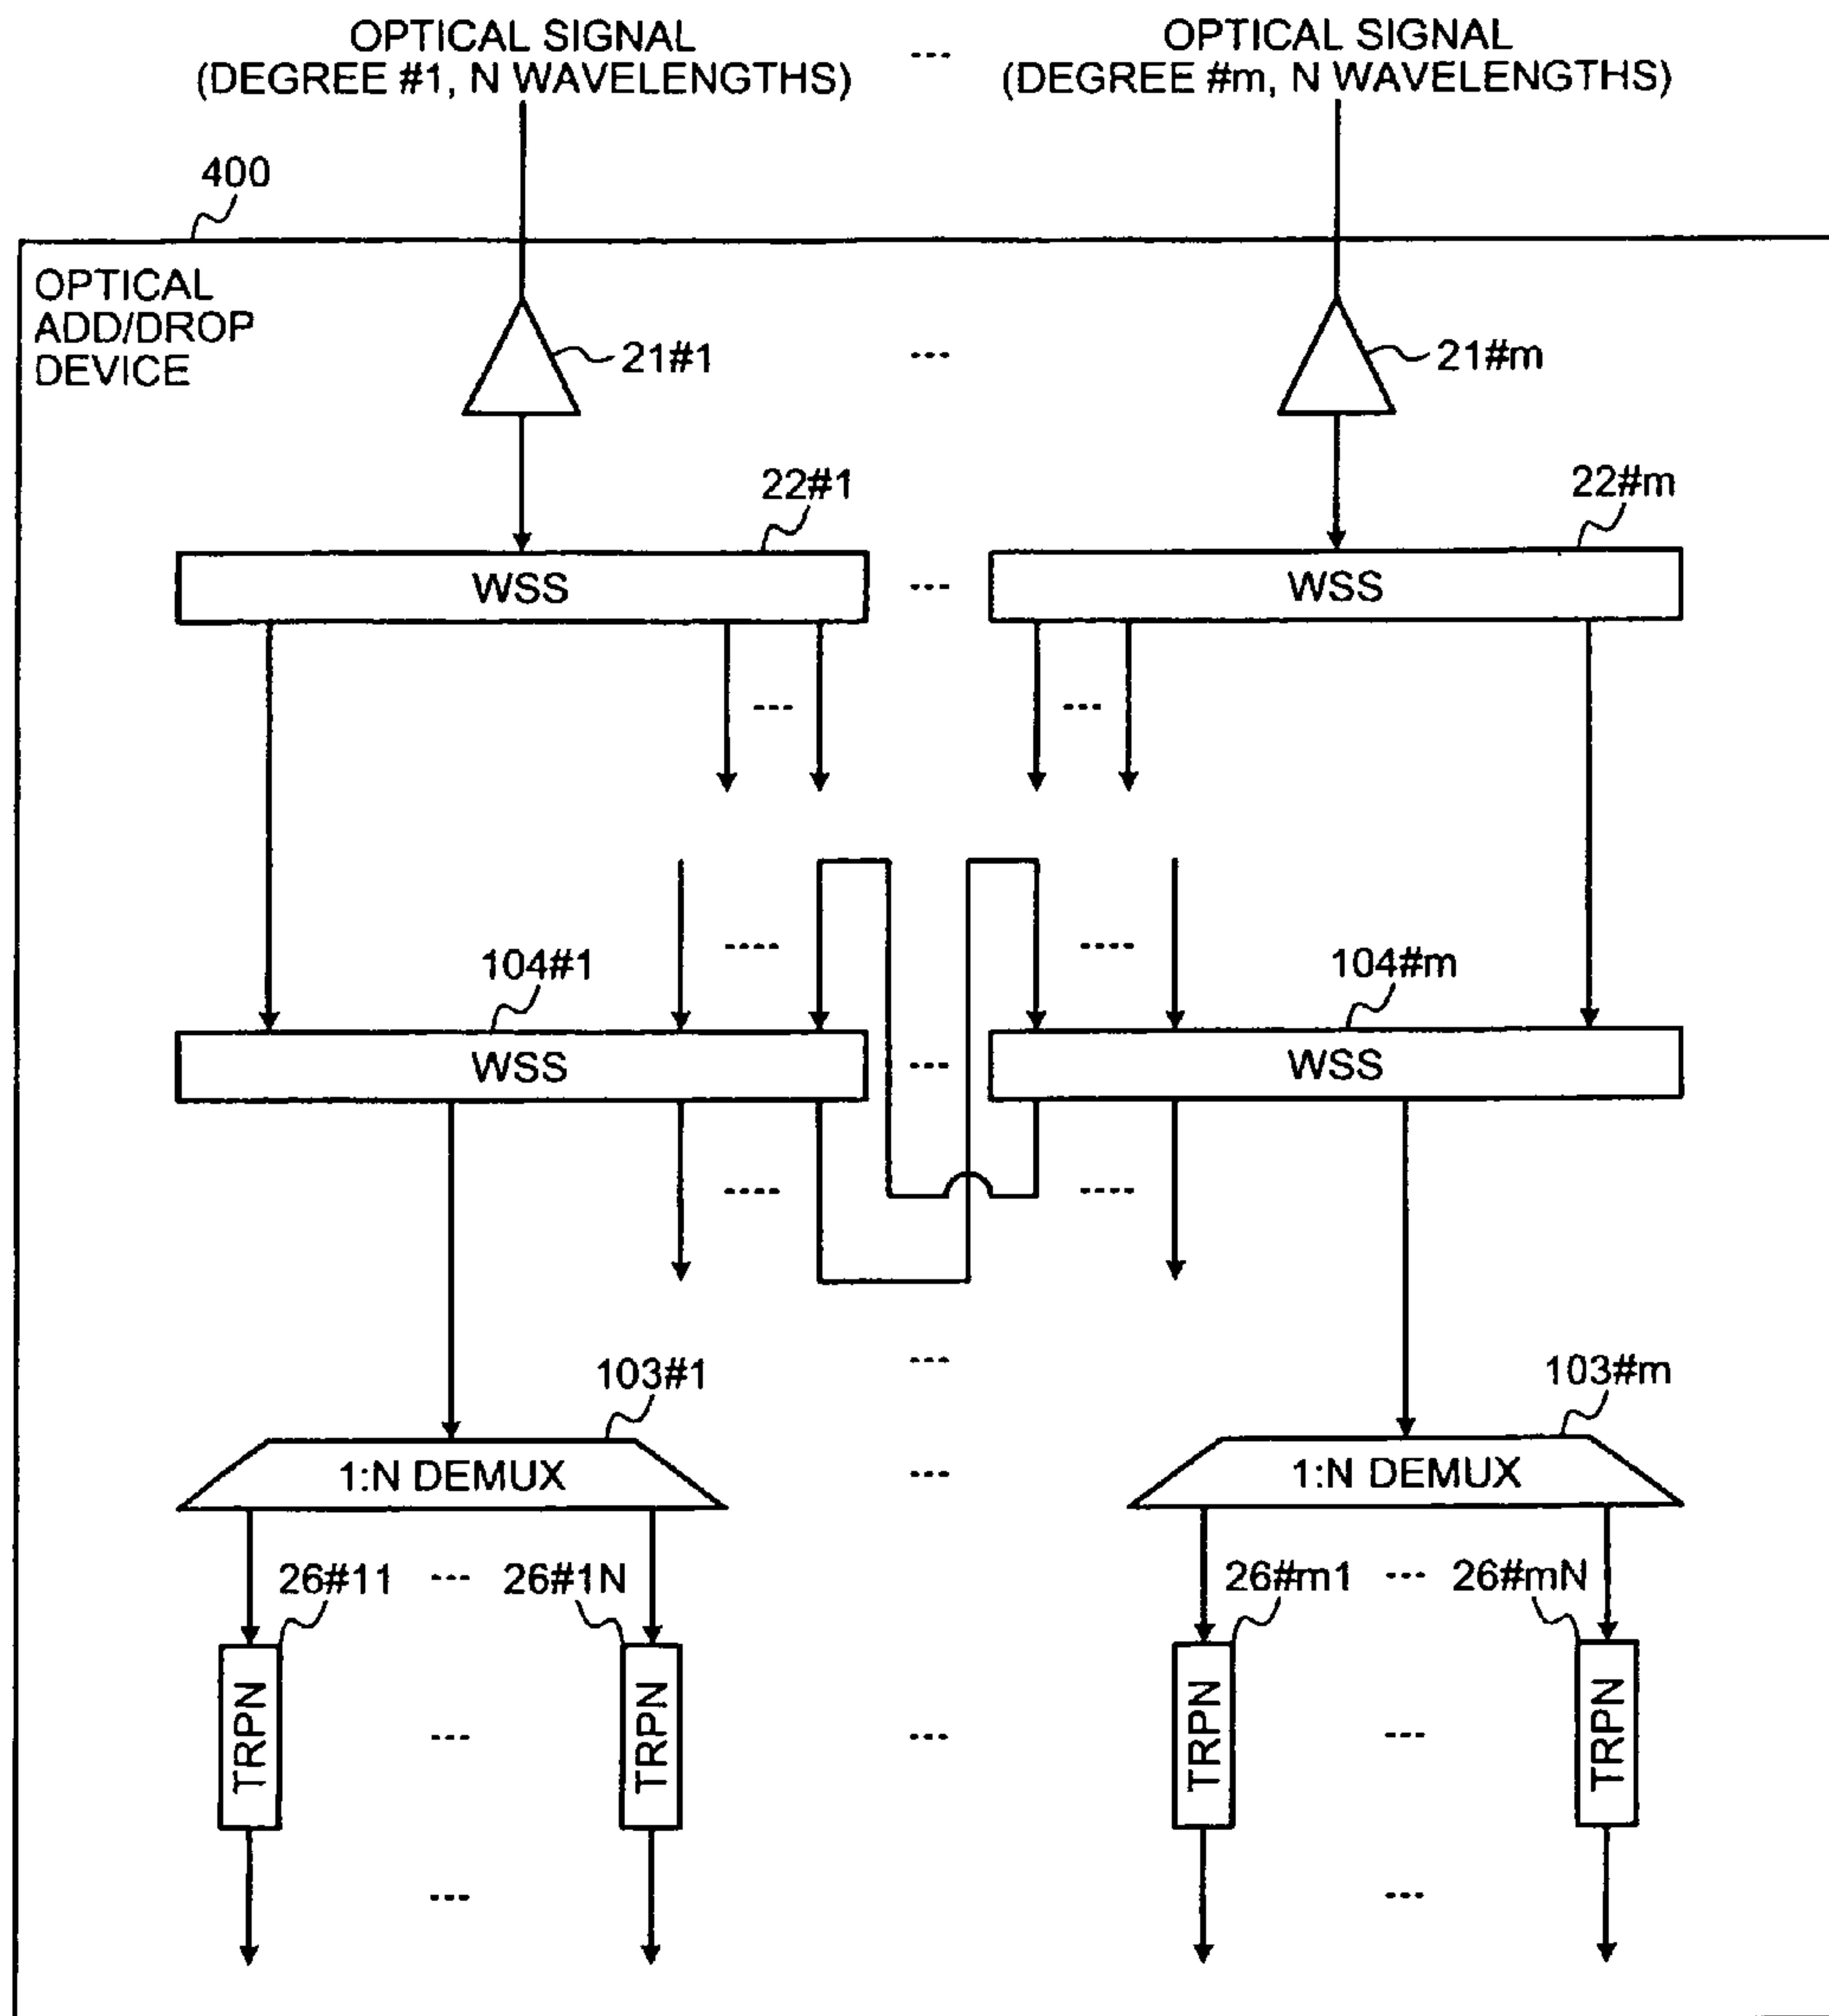 OPTICAL SIGNAL
(DEGREE #1, N WAVELENGTHS)
---
OPTICAL SIGNAL
(DEGREE #m, N WAVELENGTHS)
400
OPTICAL
ADD/DROP
DEVICE
21#1
---
21#m
22#1
22#m
WSS
---
WSS
---
---
----
----
104#1
104#m
WSS
---
WSS
----
----
---
103#1
103#m
1:N DEMUX
---
1:N DEMUX
26#11
---
26#1N
26#m1
---
26#mN
TRPN
---
TRPN
---
TRPN
---
TRPN
---
---